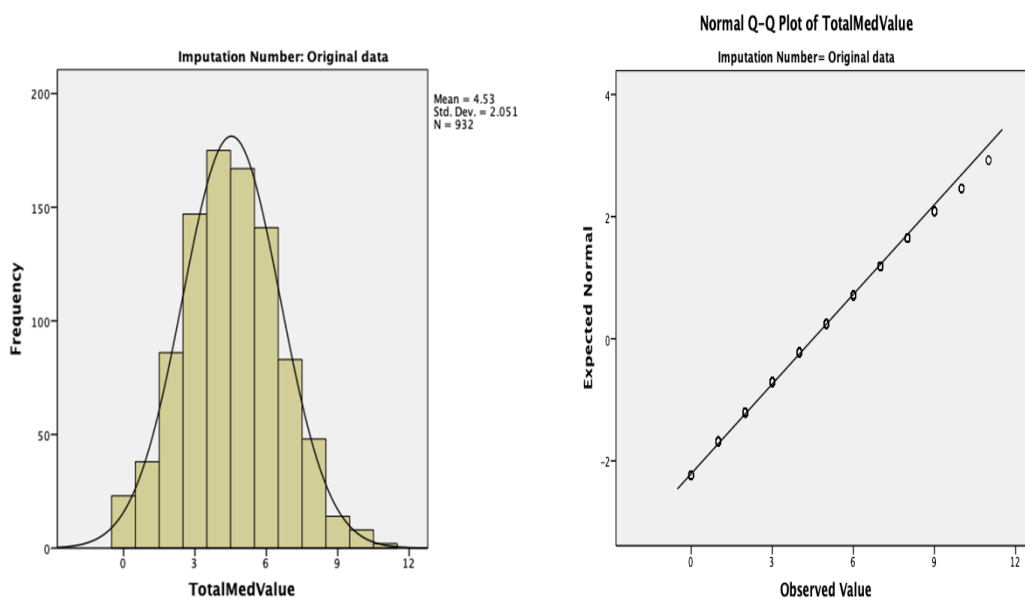 Imputation Number: Original data
Mean = 4.53
Std. Dev. = 2.051
N = 932
Frequency
200
150
100
50
0
0 3 6 9 12
TotalMedValue
Normal Q-Q Plot of TotalMedValue
Imputation Number= Original data
Expected Normal
4
2
0
-2
0 3 6 9 12
Observed Value